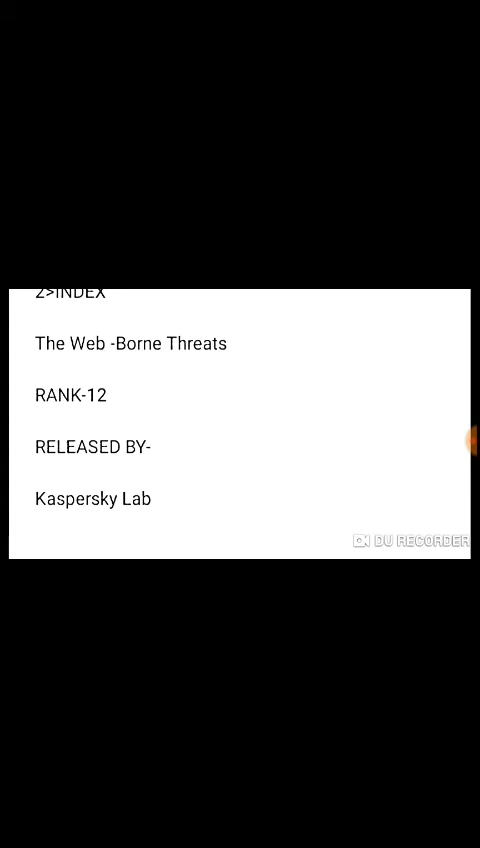 2>INDEX
The Web -Borne Threats
RANK-12
RELEASED BY-
Kaspersky Lab
DU RECORDER